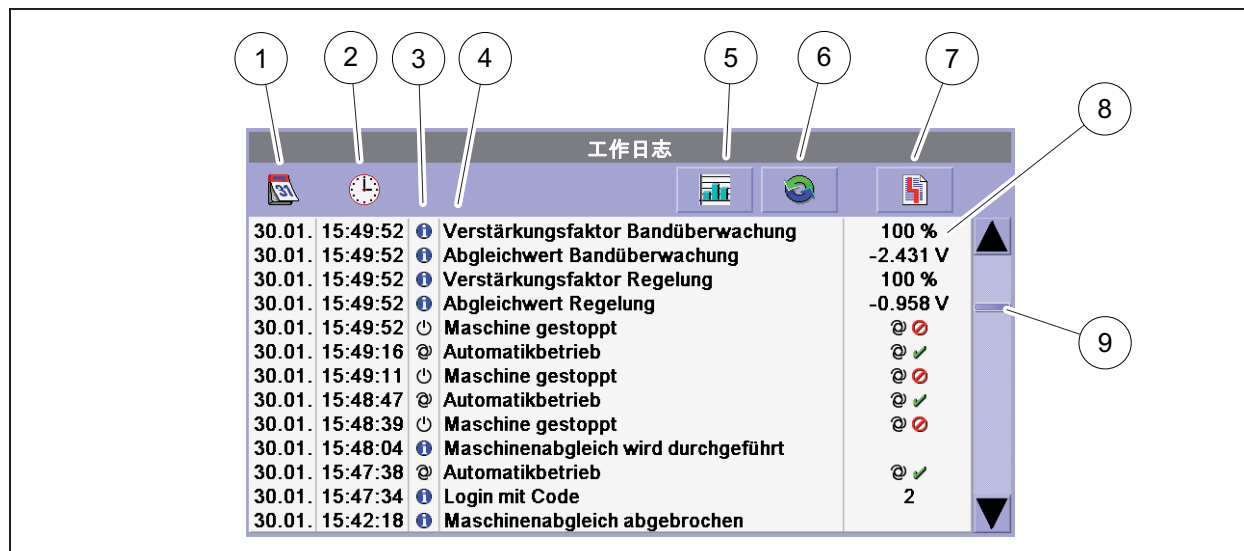 1 2 3 4 5 6 7
8
工作日志
31
30.01. 15:49:52 Verstärkungsfaktor Bandüberwachung 100 %
30.01. 15:49:52 Abgleichwert Bandüberwachung -2.431 V
30.01. 15:49:52 Verstärkungsfaktor Regelung 100 %
30.01. 15:49:52 Abgleichwert Regelung -0.958 V
30.01. 15:49:52 Maschine gestoppt
30.01. 15:49:16 Automatikbetrieb
30.01. 15:49:11 Maschine gestoppt
30.01. 15:48:47 Automatikbetrieb
30.01. 15:48:39 Maschine gestoppt
30.01. 15:48:04 Maschinenabgleich wird durchgeführt
30.01. 15:47:38 Automatikbetrieb
30.01. 15:47:34 Login mit Code 2
30.01. 15:42:18 Maschinenabgleich abgebrochen
9